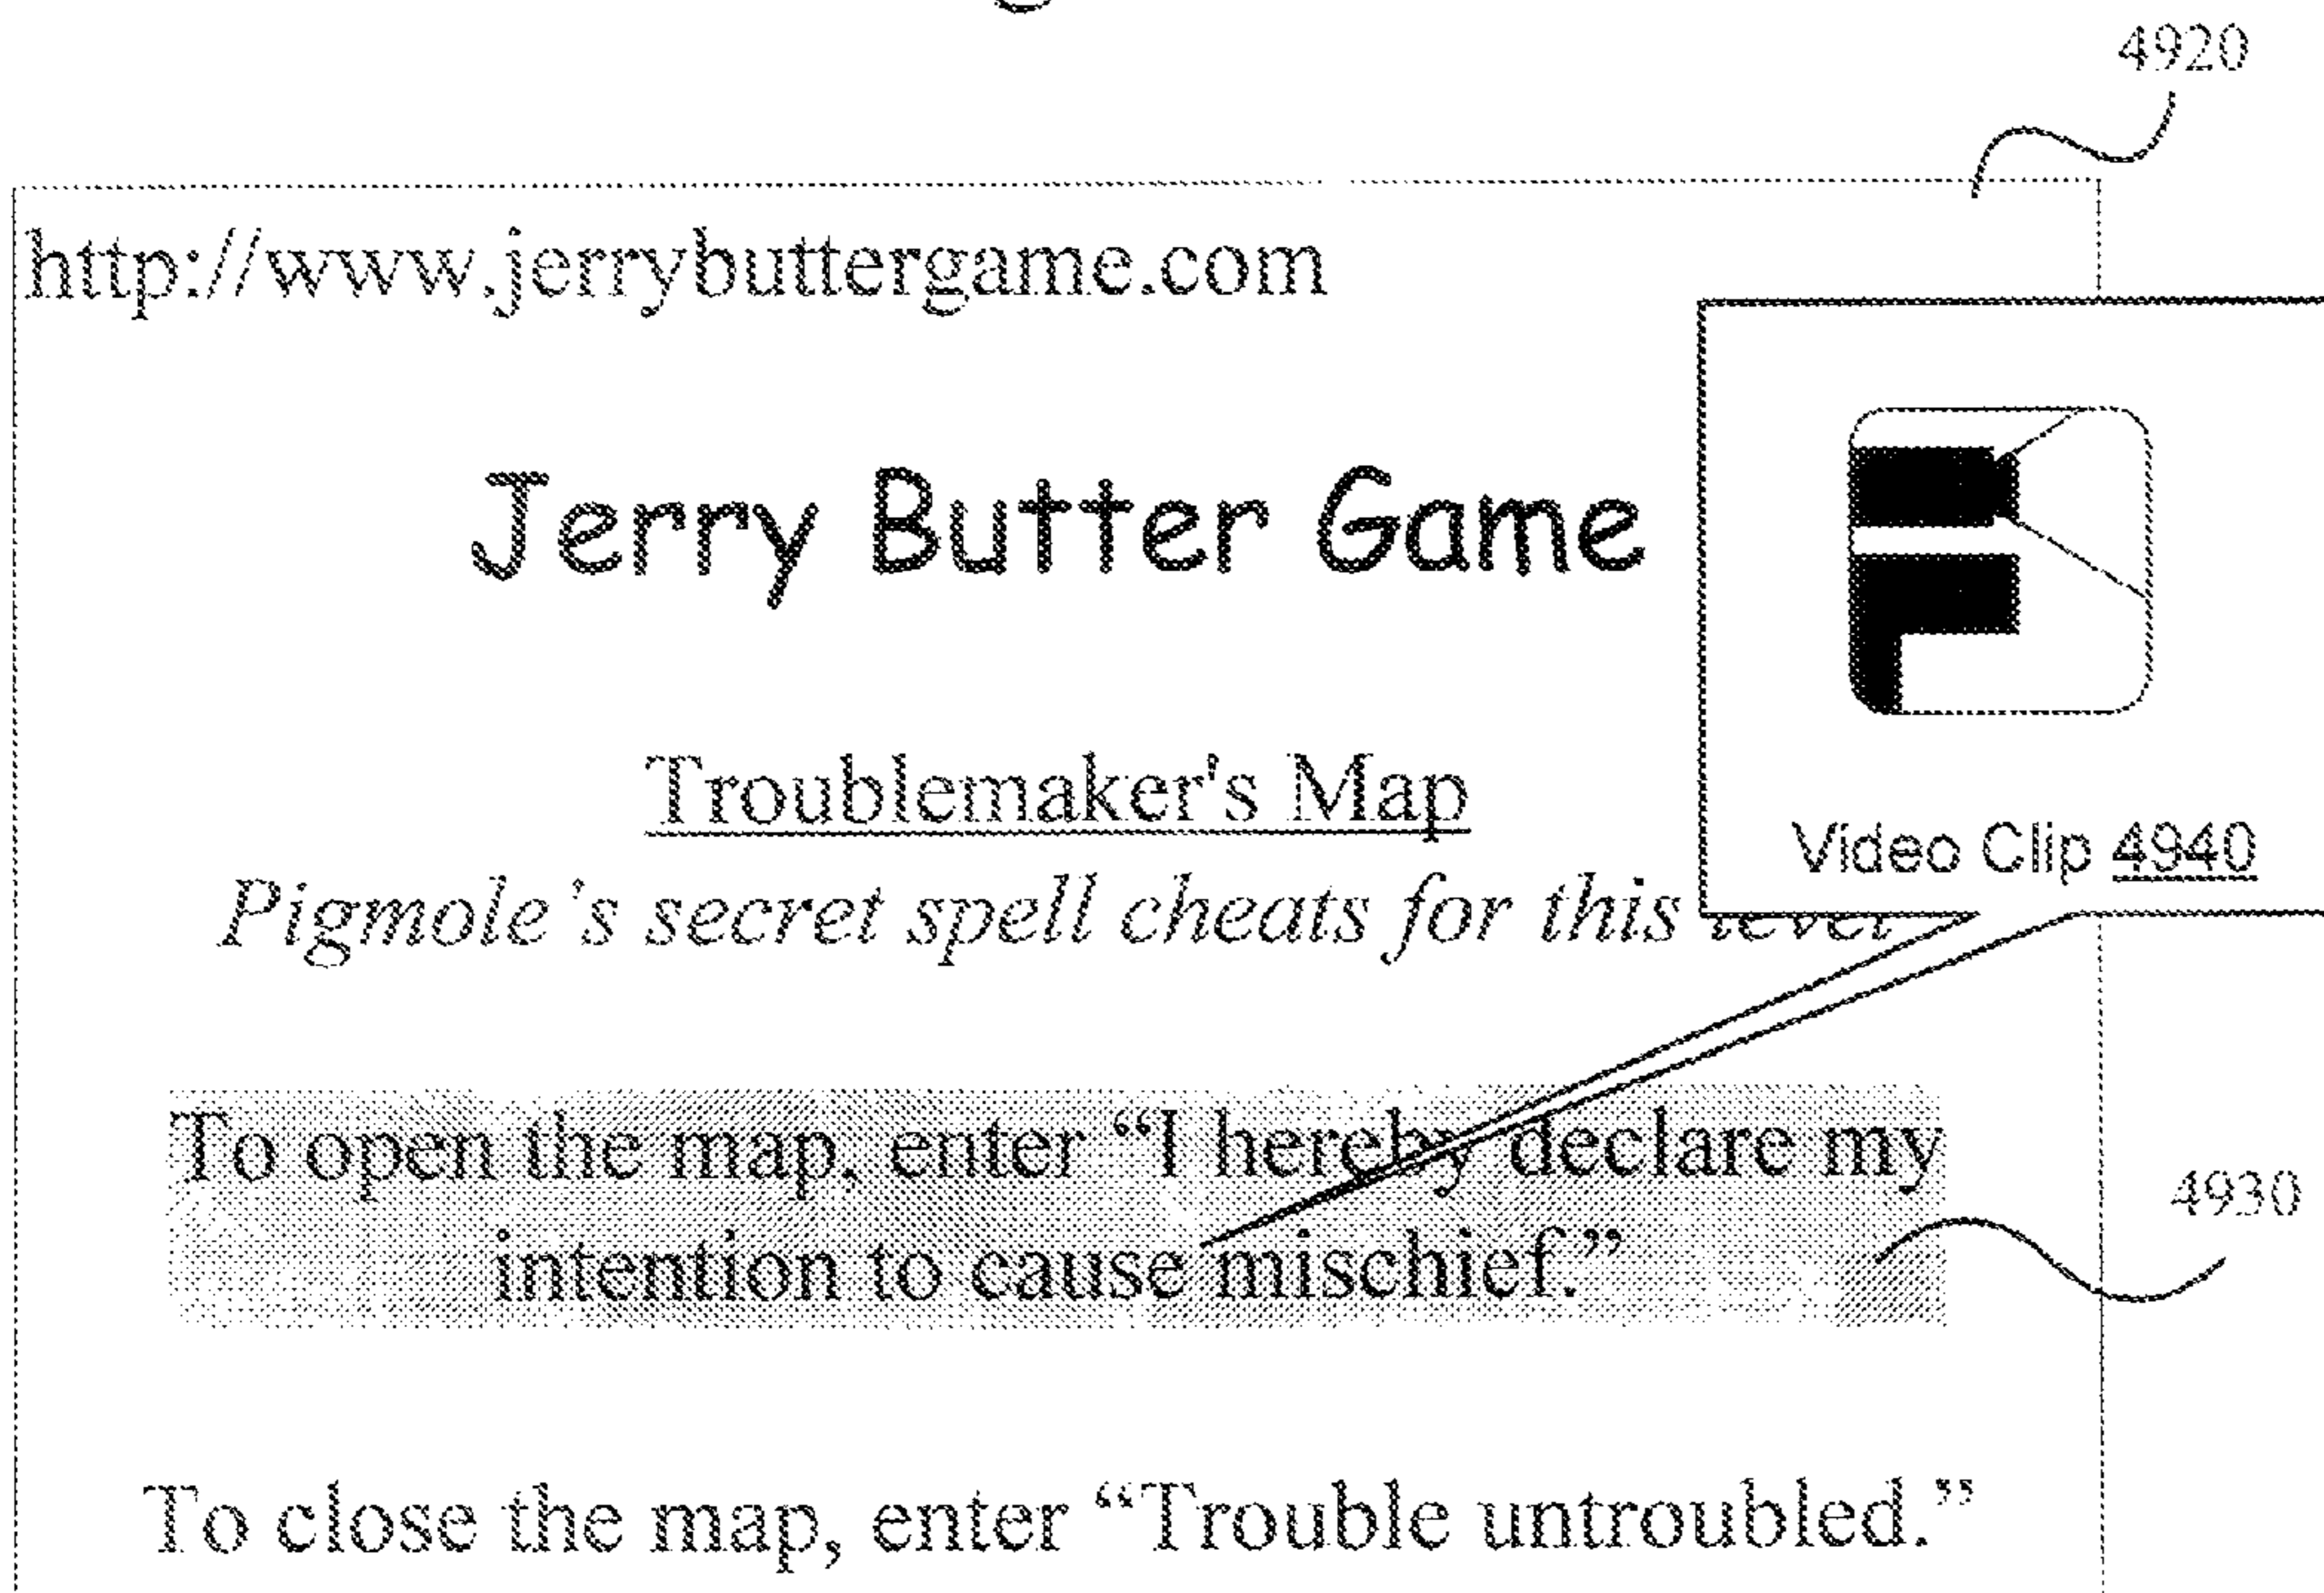 4920
http://www.jerrybuttergame.com
Jerry Butter Game
Troublemaker's Map
Video Clip 4940
Pigmole's secret spell cheats for this level
To open the map, enter “I hereby declare my
4930
intention to cause mischief.”
To close the map, enter “Trouble untroubled.”